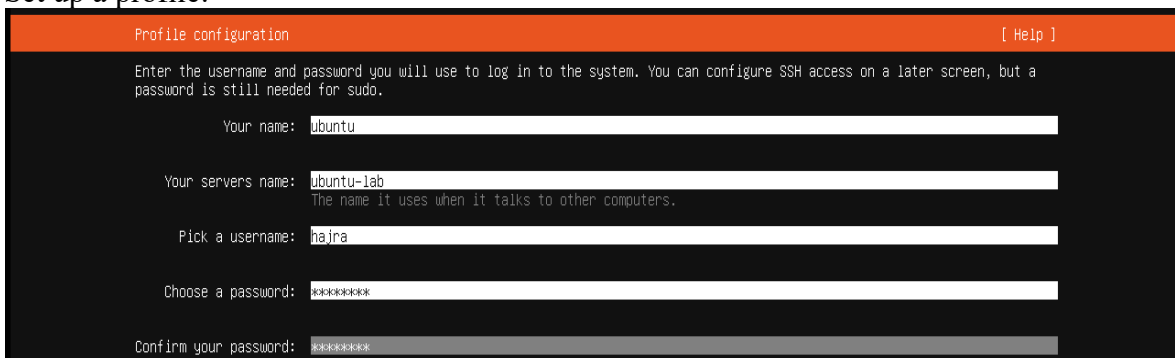 Set up a profile.
Profile configuration [ Help ]
Enter the username and password you will use to log in to the system. You can configure SSH access on a later screen, but a
password is still needed for sudo.
Your name: ubuntu
Your servers name: ubuntu-lab
The name it uses when it talks to other computers.
Pick a username: hajra
Choose a password: ********
Confirm your password: ********